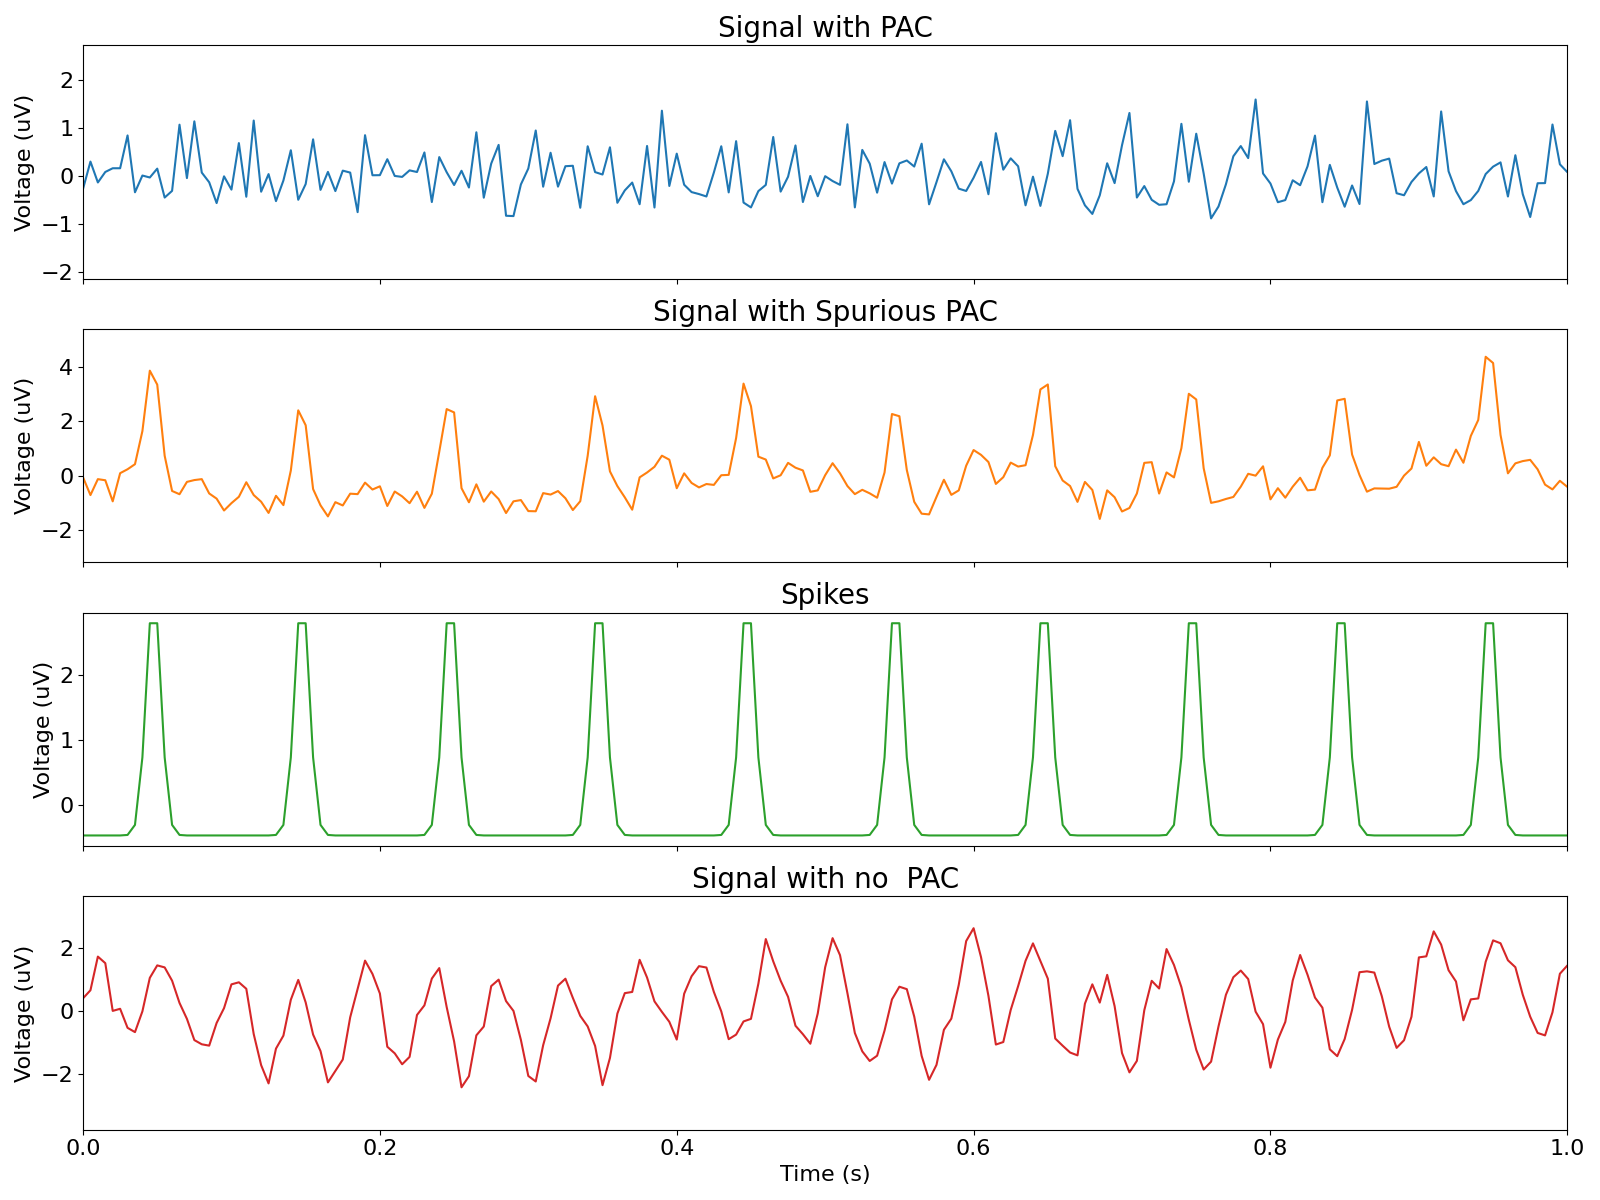 Signal with PAC
Voltage (uV)
2
1
0
−1
−2
Signal with Spurious PAC
Voltage (uV)
4
2
0
−2
Spikes
Voltage (uV)
2
1
0
Signal with no  PAC
Voltage (uV)
2
0
−2
0.0 0.2 0.4 0.6 0.8 1.0
Time (s)